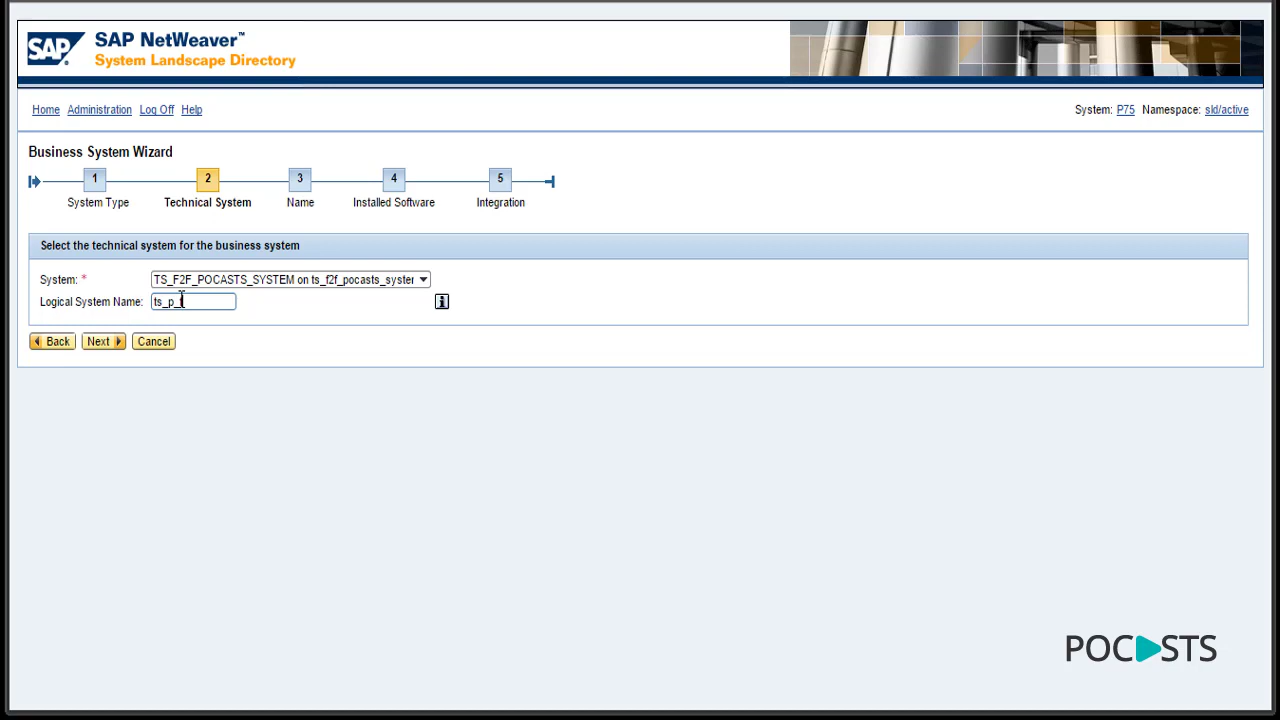 SAP
SAP NetWeaver™
System Landscape Directory
Home Administration Log Off Help
System: P75 Namespace: sld/active
Business System Wizard
1 2 3 4 5
System Type Technical System Name Installed Software Integration
Select the technical system for the business system
System: * TS_F2F_POCASTS_SYSTEM on ts_f2f_pocasts_syster
Logical System Name: ts_p_
Back Next Cancel
POCASTS